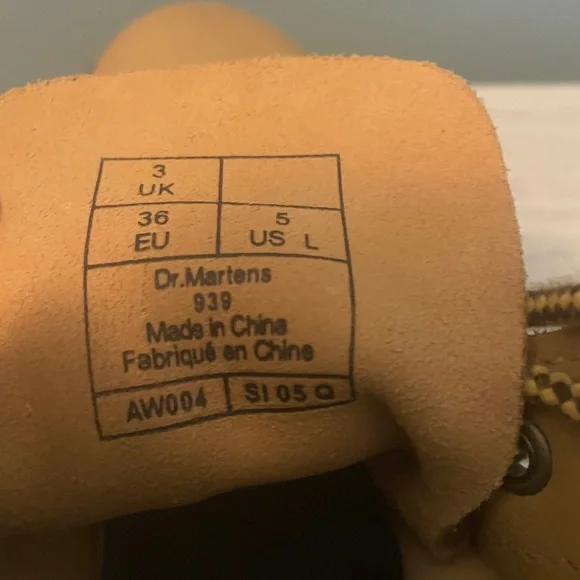 3
UK
36
EU
5
US L
Dr.Martens
939
Made in China
Fabriqué en Chine
AW004
SI 05 Q